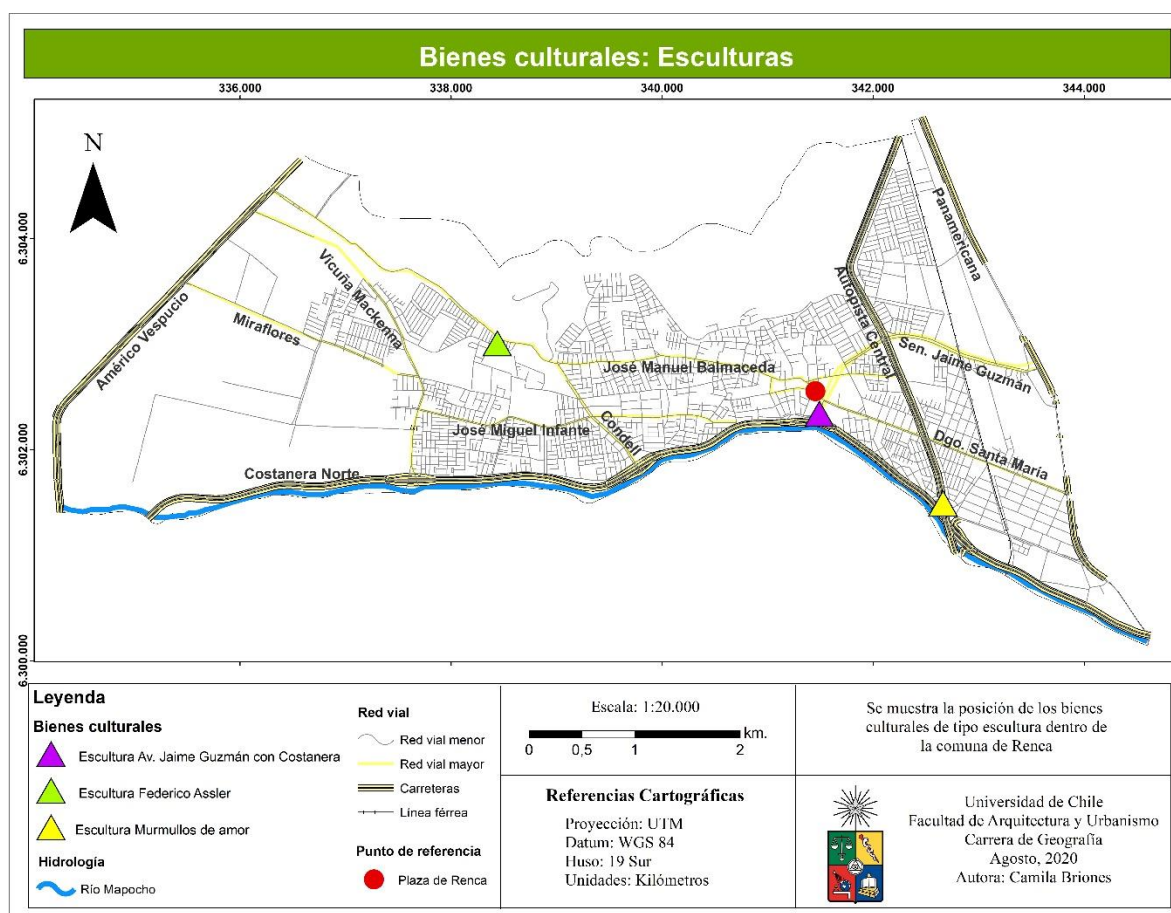 Bienes culturales: Esculturas
336.000
338.000
340.000
342.000
344.000
N
6.304.000
6.302.000
6.300.000
Panamericana
Vicuña Mackenna
Autopista Central
Américo Vespucio
Miraflores
Sen. Jaime Guzmán
José Manuel Balmaceda
José Miguel Infante
Condell
Dgo. Santa María
Costanera Norte
Leyenda
Bienes culturales
Escultura Av. Jaime Guzmán con Costanera
Escultura Federico Assler
Escultura Murmullos de amor
Hidrología
Río Mapocho
Red vial
Red vial menor
Red vial mayor
Carreteras
Línea férrea
Punto de referencia
Plaza de Renca
Escala: 1:20.000
0 0,5 1 2 km.
Referencias Cartográficas
Proyección: UTM
Datum: WGS 84
Huso: 19 Sur
Unidades: Kilómetros
Se muestra la posición de los bienes
culturales de tipo escultura dentro de
la comuna de Renca
Universidad de Chile
Facultad de Arquitectura y Urbanismo
Carrera de Geografía
Agosto, 2020
Autora: Camila Briones